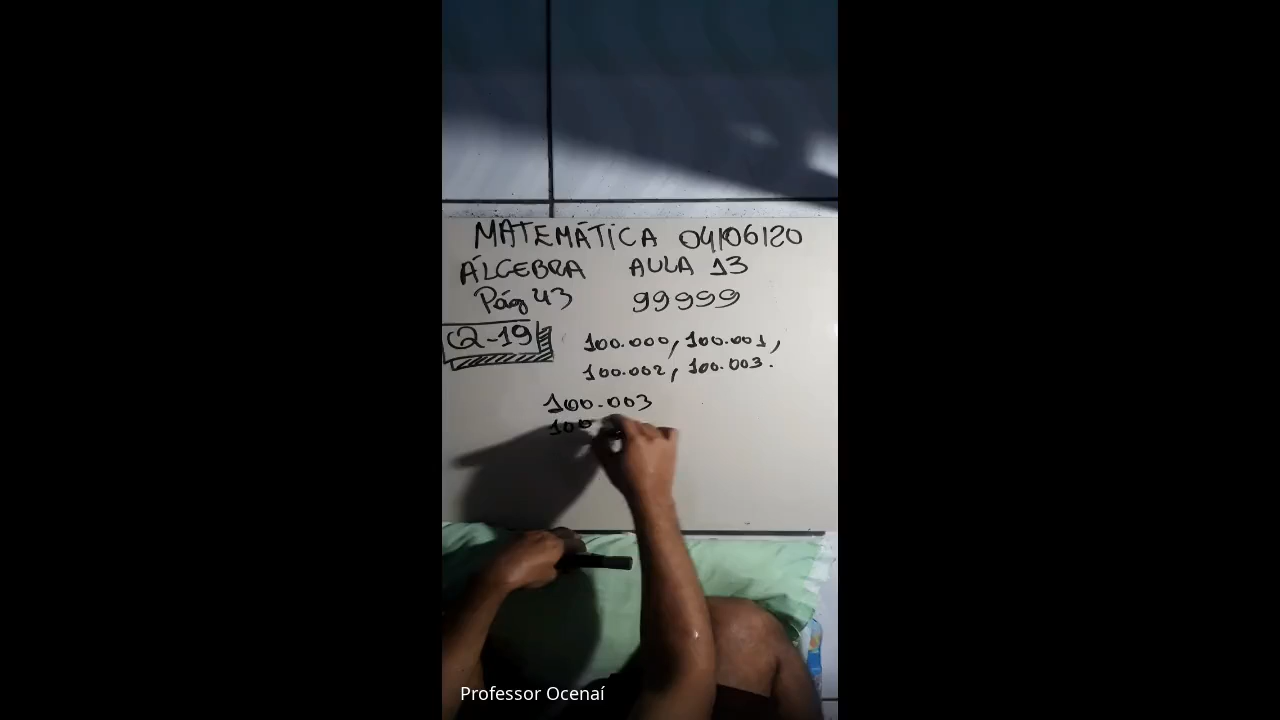 MATEMÁTICA 04/06/20
ÁLGEBRA AULA 13
Pág 43 99999
Q-19 100.000, 100.001,
100.002, 100.003.
100.003
100
Professor Ocenaí